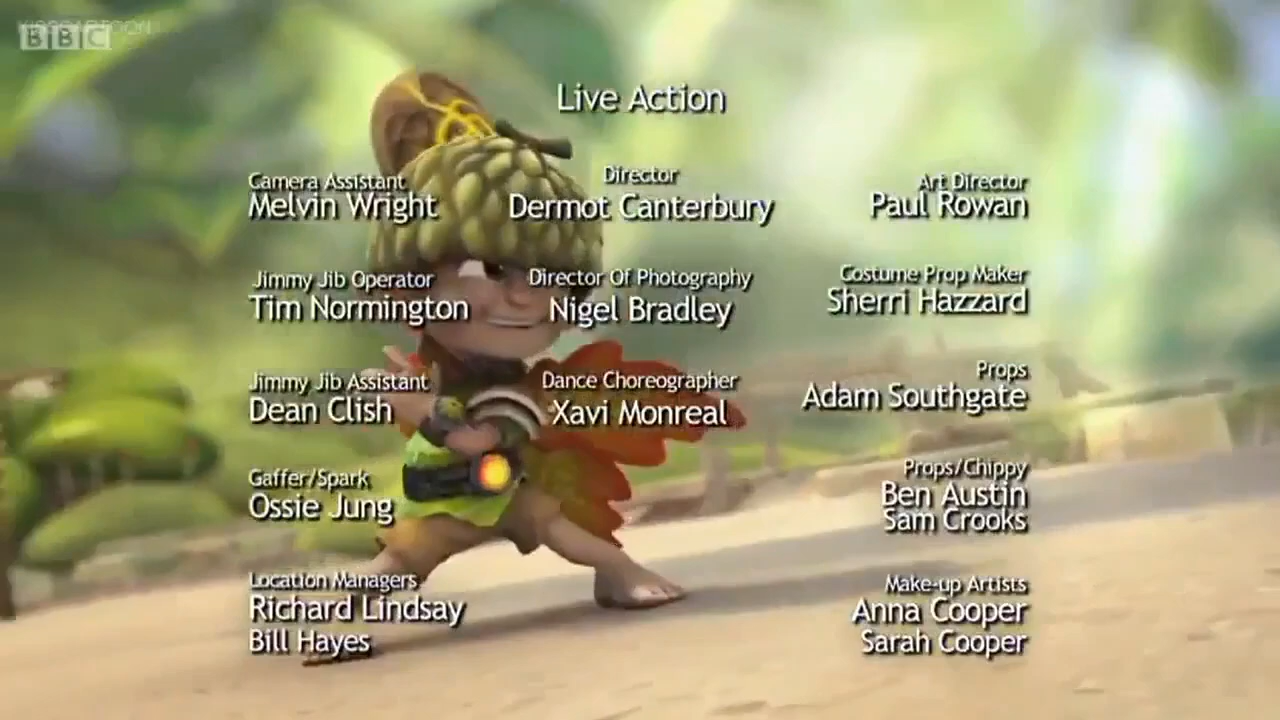 KISSCARTOON
BBC
Live Action
Camera Assistant
Melvin Wright
Jimmy Jib Operator
Tim Normington
Jimmy Jib Assistant
Dean Clish
Gaffer/Spark
Ossie Jung
Location Managers
Richard Lindsay
Bill Hayes
Director
Dermot Canterbury
Director Of Photography
Nigel Bradley
Dance Choreographer
Xavi Monreal
Art Director
Paul Rowan
Costume Prop Maker
Sherri Hazzard
Props
Adam Southgate
Props/Chippy
Ben Austin
Sam Crooks
Make-up Artists
Anna Cooper
Sarah Cooper